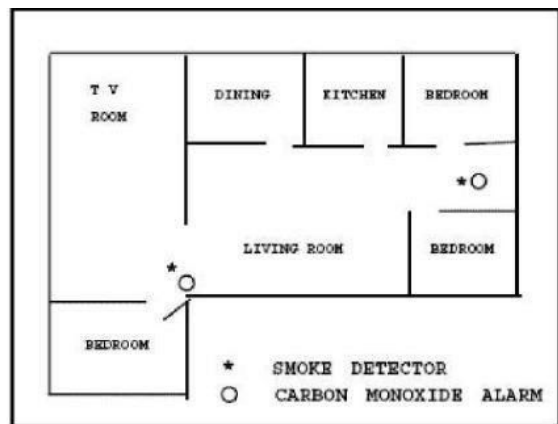 T V
ROOM
DINING
KITCHEN
BEDROOM
LIVING ROOM
BEDROOM
BEDROOM
* SMOKE DETECTOR
CARBON MONOXIDE ALARM